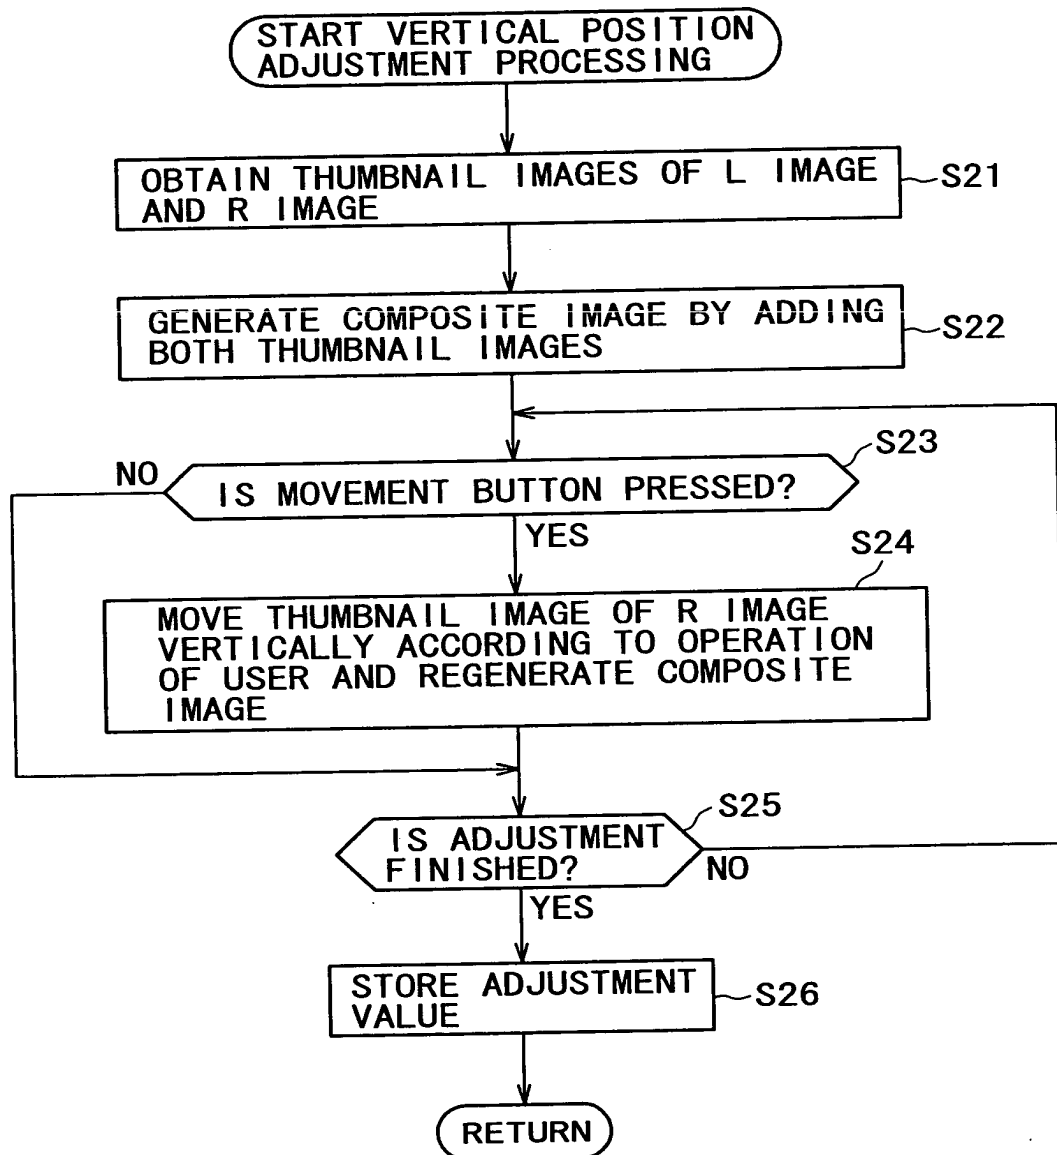 START VERTICAL POSITION
ADJUSTMENT PROCESSING
OBTAIN THUMBNAIL IMAGES OF L IMAGE
AND R IMAGE
S21
GENERATE COMPOSITE IMAGE BY ADDING
BOTH THUMBNAIL IMAGES
S22
S23
NO
IS MOVEMENT BUTTON PRESSED?
YES
S24
MOVE THUMBNAIL IMAGE OF R IMAGE
VERTICALLY ACCORDING TO OPERATION
OF USER AND REGENERATE COMPOSITE
IMAGE
S25
IS ADJUSTMENT
FINISHED?
NO
YES
STORE ADJUSTMENT
VALUE
S26
RETURN